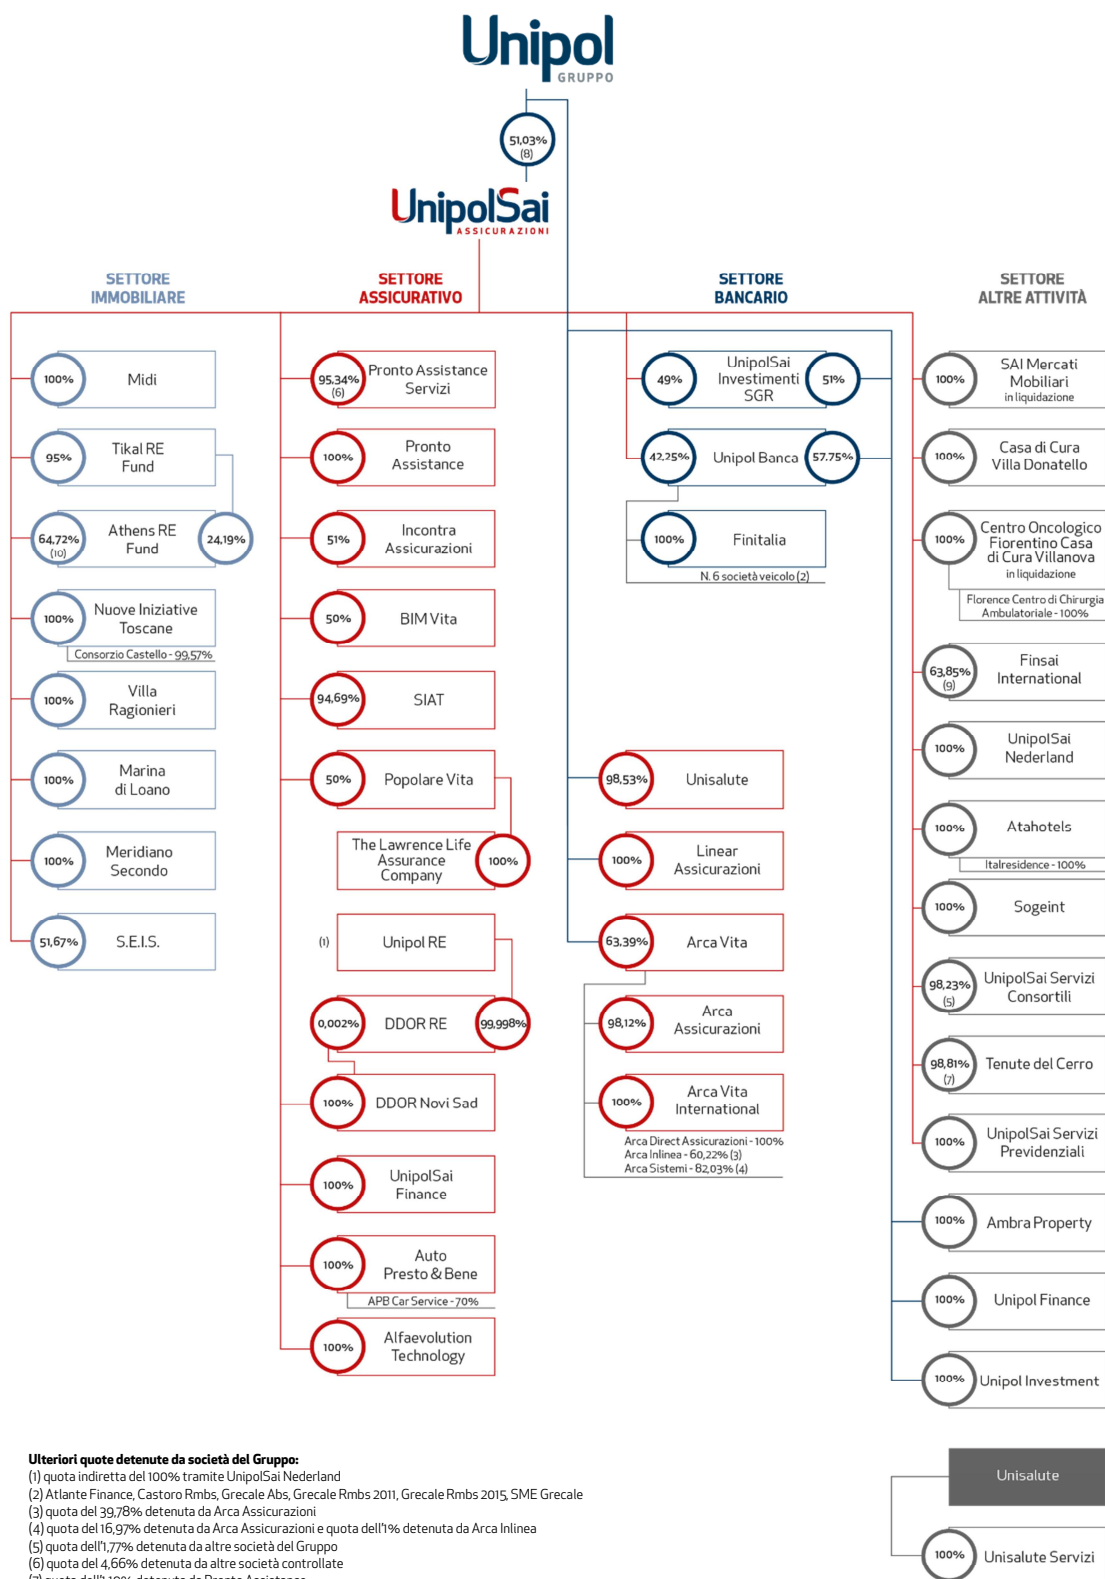 Unipol
GRUPPO
51,03%
(8)
UnipolSai
ASSICURAZIONI
SETTORE
IMMOBILIARE
100%
Midi
95%
Tikal RE
Fund
64,72%
(10)
Athens RE
Fund
24,19%
100%
Nuove Iniziative
Toscane
Consorzio Castello - 99,57%
100%
Villa
Ragionieri
100%
Marina
di Loano
100%
Meridiano
Secondo
51,67%
S.E.I.S.
SETTORE
ASSICURATIVO
95,34%
(6)
Pronto Assistance
Servizi
100%
Pronto
Assistance
51%
Incontra
Assicurazioni
50%
BIM Vita
94,69%
SIAT
50%
Popolare Vita
The Lawrence Life
Assurance
Company
100%
(1)
Unipol RE
0,002%
DDOR RE
99,998%
100%
DDOR Novi Sad
100%
UnipolSai
Finance
100%
Auto
Presto & Bene
APB Car Service - 70%
100%
Alfaevolution
Technology
SETTORE
BANCARIO
49%
UnipolSai
Investimenti
SGR
51%
42,25%
Unipol Banca
57,75%
100%
Finitalia
N. 6 società veicolo (2)
98,53%
Unisalute
100%
Linear
Assicurazioni
63,39%
Arca Vita
98,12%
Arca
Assicurazioni
100%
Arca Vita
International
Arca Direct Assicurazioni - 100%
Arca Inlinea - 60,22% (3)
Arca Sistemi - 82,03% (4)
SETTORE
ALTRE ATTIVITÀ
100%
SAI Mercati
Mobiliari
in liquidazione
100%
Casa di Cura
Villa Donatello
100%
Centro Oncologico
Fiorentino Casa
di Cura Villanova
in liquidazione
Florence Centro di Chirurgia
Ambulatoriale - 100%
63,85%
(9)
Finsai
International
100%
UnipolSai
Nederland
100%
Atahotels
Italresidence - 100%
100%
Sogeint
98,23%
(5)
UnipolSai Servizi
Consortili
98,81%
(7)
Tenute del Cerro
100%
UnipolSai Servizi
Previdenziali
100%
Ambra Property
100%
Unipol Finance
100%
Unipol Investment
Unisalute
100%
Unisalute Servizi
Ulteriori quote detenute da società del Gruppo:
(1) quota indiretta del 100% tramite UnipolSai Nederland
(2) Atlante Finance, Castoro Rmbs, Grecale Abs, Grecale Rmbs 2011, Grecale Rmbs 2015, SME Grecale
(3) quota del 39,78% detenuta da Arca Assicurazioni
(4) quota del 16,97% detenuta da Arca Assicurazioni e quota dell'1% detenuta da Arca Inlinea
(5) quota dell'1,77% detenuta da altre società del Gruppo
(6) quota del 4,66% detenuta da altre società controllate